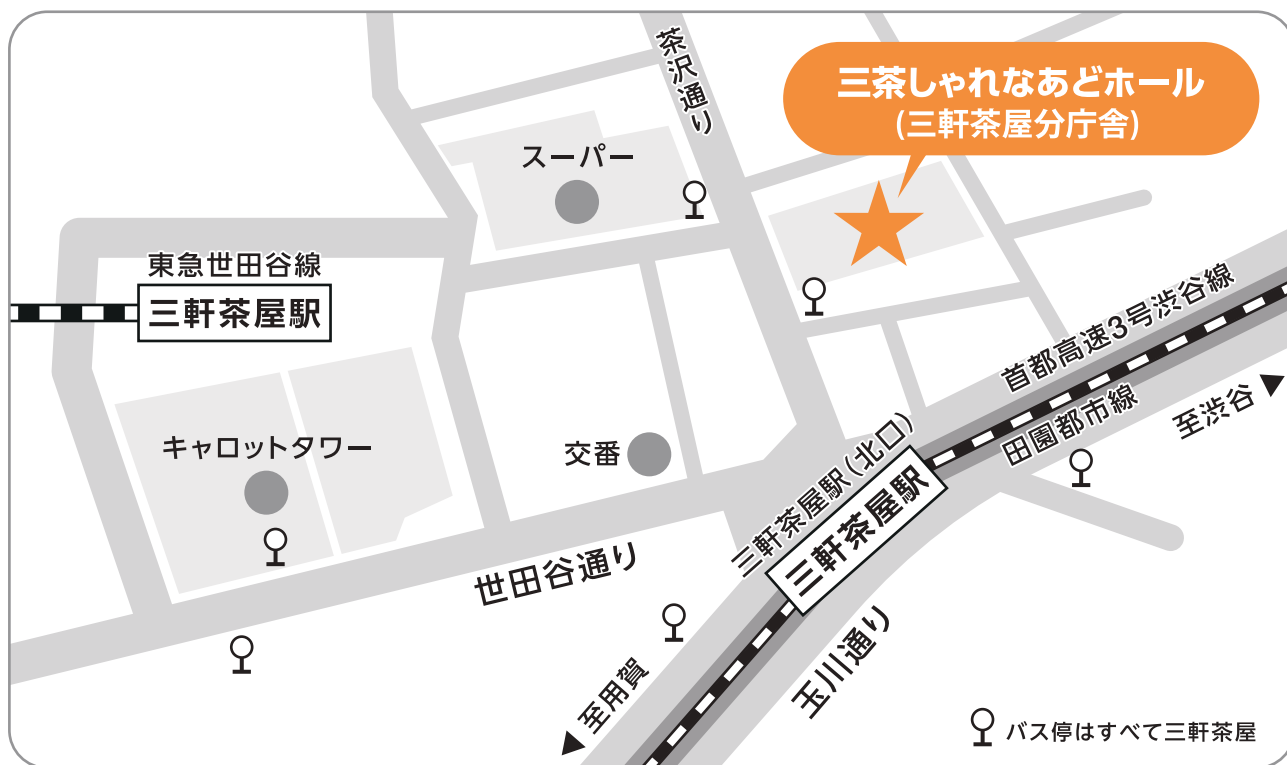 茶沢通り
三茶しゃれなあどホール
(三軒茶屋分庁舎)
スーパー
東急世田谷線
三軒茶屋駅
首都高速3号渋谷線
至渋谷
田園都市線
キャロットタワー
交番
三軒茶屋駅(北口)
三軒茶屋駅
世田谷通り
玉川通り
至用賀
バス停はすべて三軒茶屋